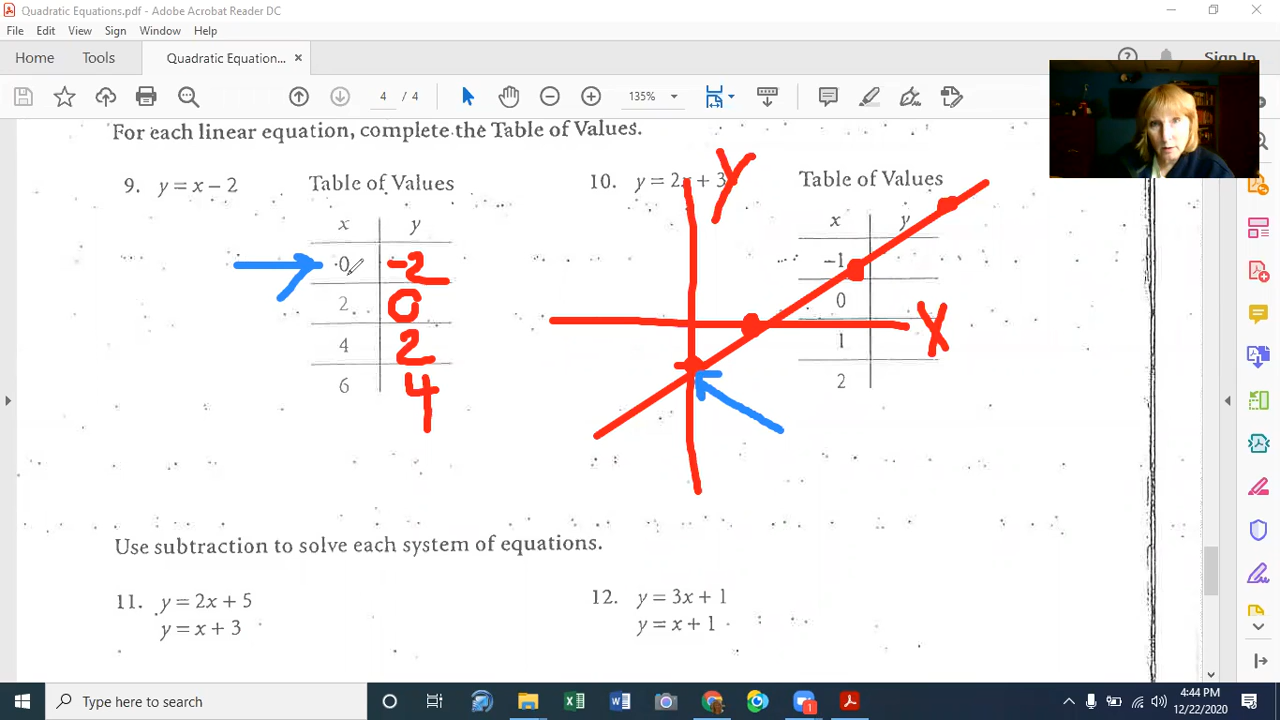 Quadratic Equations.pdf - Adobe Acrobat Reader DC
File Edit View Sign Window Help
Home Tools Quadratic Equation... × Sign In
4 / 4 135%
For each linear equation, complete the Table of Values.
9. y = x − 2 Table of Values
x y
0 −2
2 0
4 2
6 4
10. y = 2x + 3 Table of Values
Y
x y
−1
0
1
2
X
Use subtraction to solve each system of equations.
11. y = 2x + 5
y = x + 3
12. y = 3x + 1
y = x + 1
Type here to search
1
4:44 PM
12/22/2020